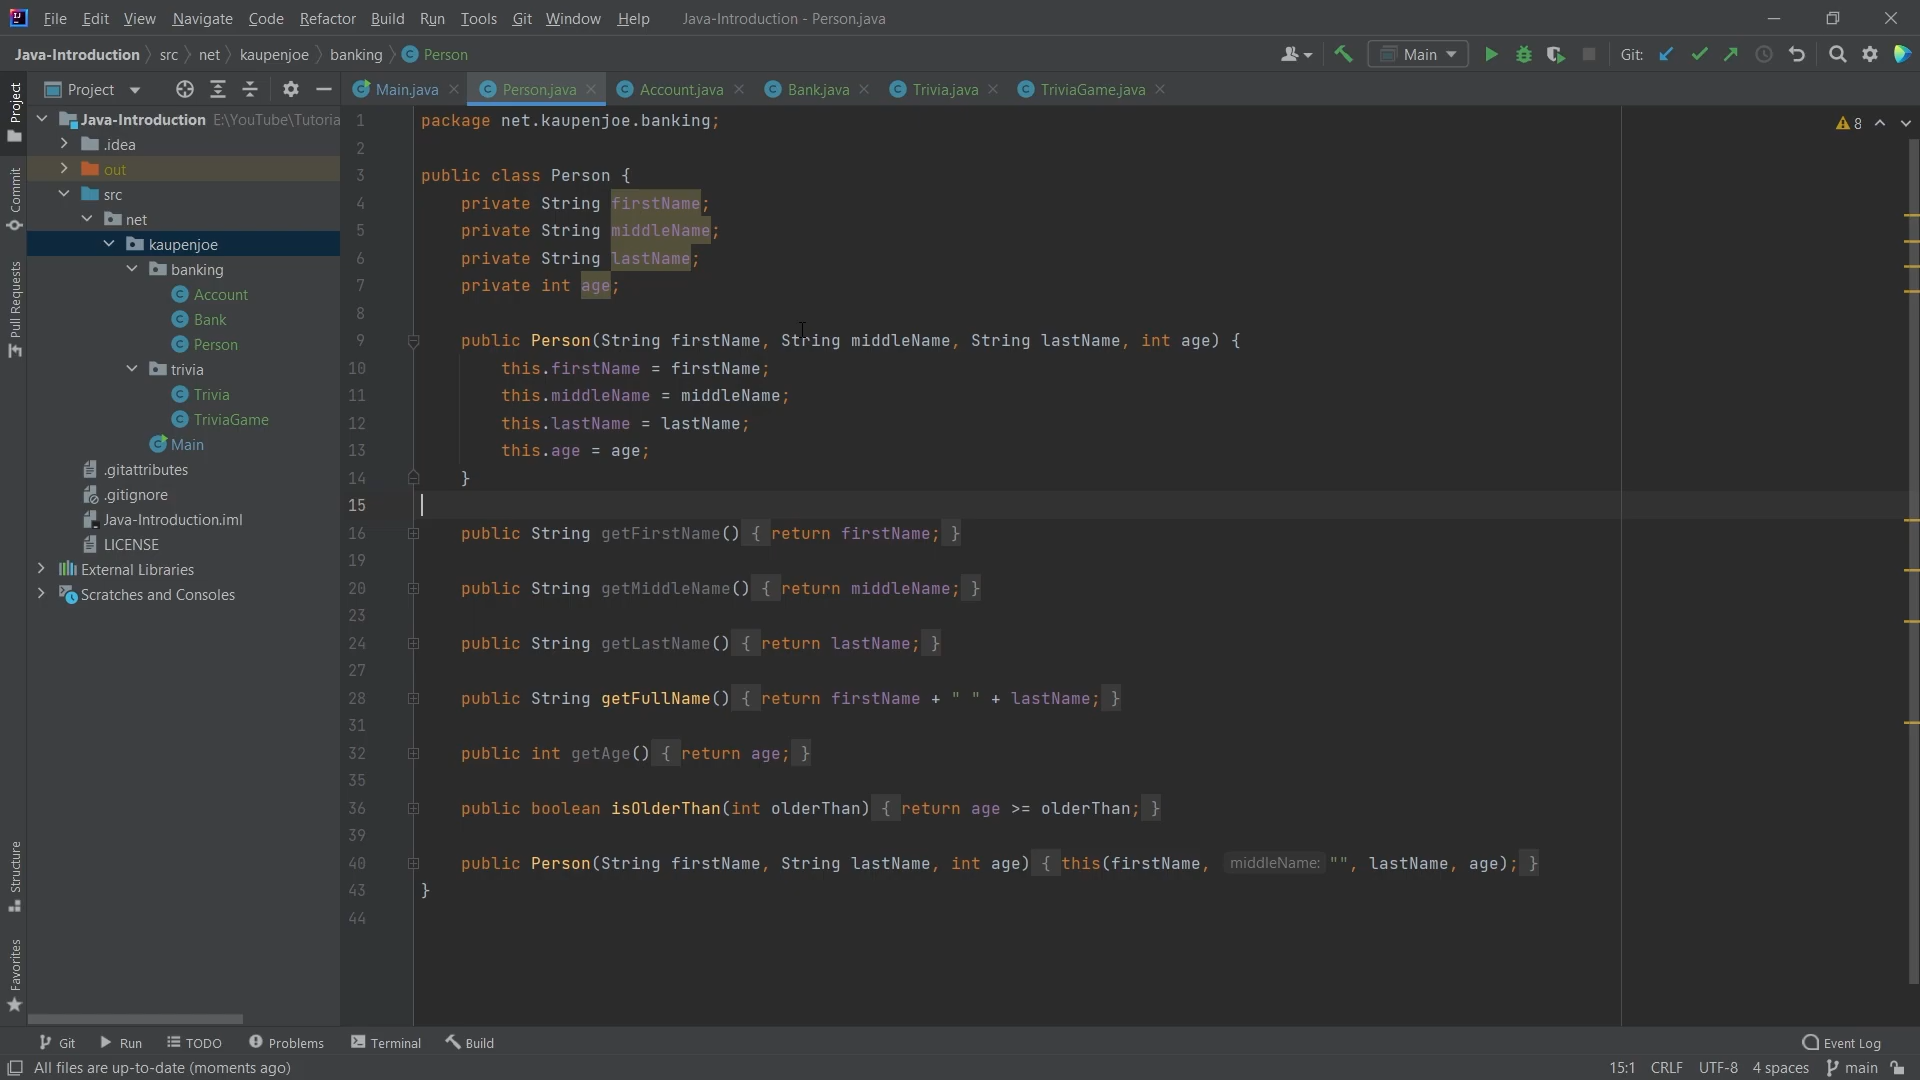 File Edit View Navigate Code Refactor Build Run Tools Git Window Help Java-Introduction - Person.java
Java-Introduction src net kaupenjoe banking Person Main Git:
Project Main.java Person.java Account.java Bank.java Trivia.java TriviaGame.java
Project
Commit
Pull Requests
Structure
Favorites
Java-Introduction E:\YouTube\Tutoria
.idea
out
src
net
kaupenjoe
banking
Account
Bank
Person
trivia
Trivia
TriviaGame
Main
.gitattributes
.gitignore
Java-Introduction.iml
LICENSE
External Libraries
Scratches and Consoles
1 package net.kaupenjoe.banking; 8
2
3 public class Person {
4 private String firstName;
5 private String middleName;
6 private String lastName;
7 private int age;
8
9 public Person(String firstName, String middleName, String lastName, int age) {
10 this.firstName = firstName;
11 this.middleName = middleName;
12 this.lastName = lastName;
13 this.age = age;
14 }
15
16 public String getFirstName() { return firstName; }
19
20 public String getMiddleName() { return middleName; }
23
24 public String getLastName() { return lastName; }
27
28 public String getFullName() { return firstName + " " + lastName; }
31
32 public int getAge() { return age; }
35
36 public boolean isOlderThan(int olderThan) { return age >= olderThan; }
39
40 public Person(String firstName, String lastName, int age) { this(firstName, middleName: "", lastName, age); }
43 }
44
Git Run TODO Problems Terminal Build Event Log
All files are up-to-date (moments ago) 15:1 CRLF UTF-8 4 spaces main